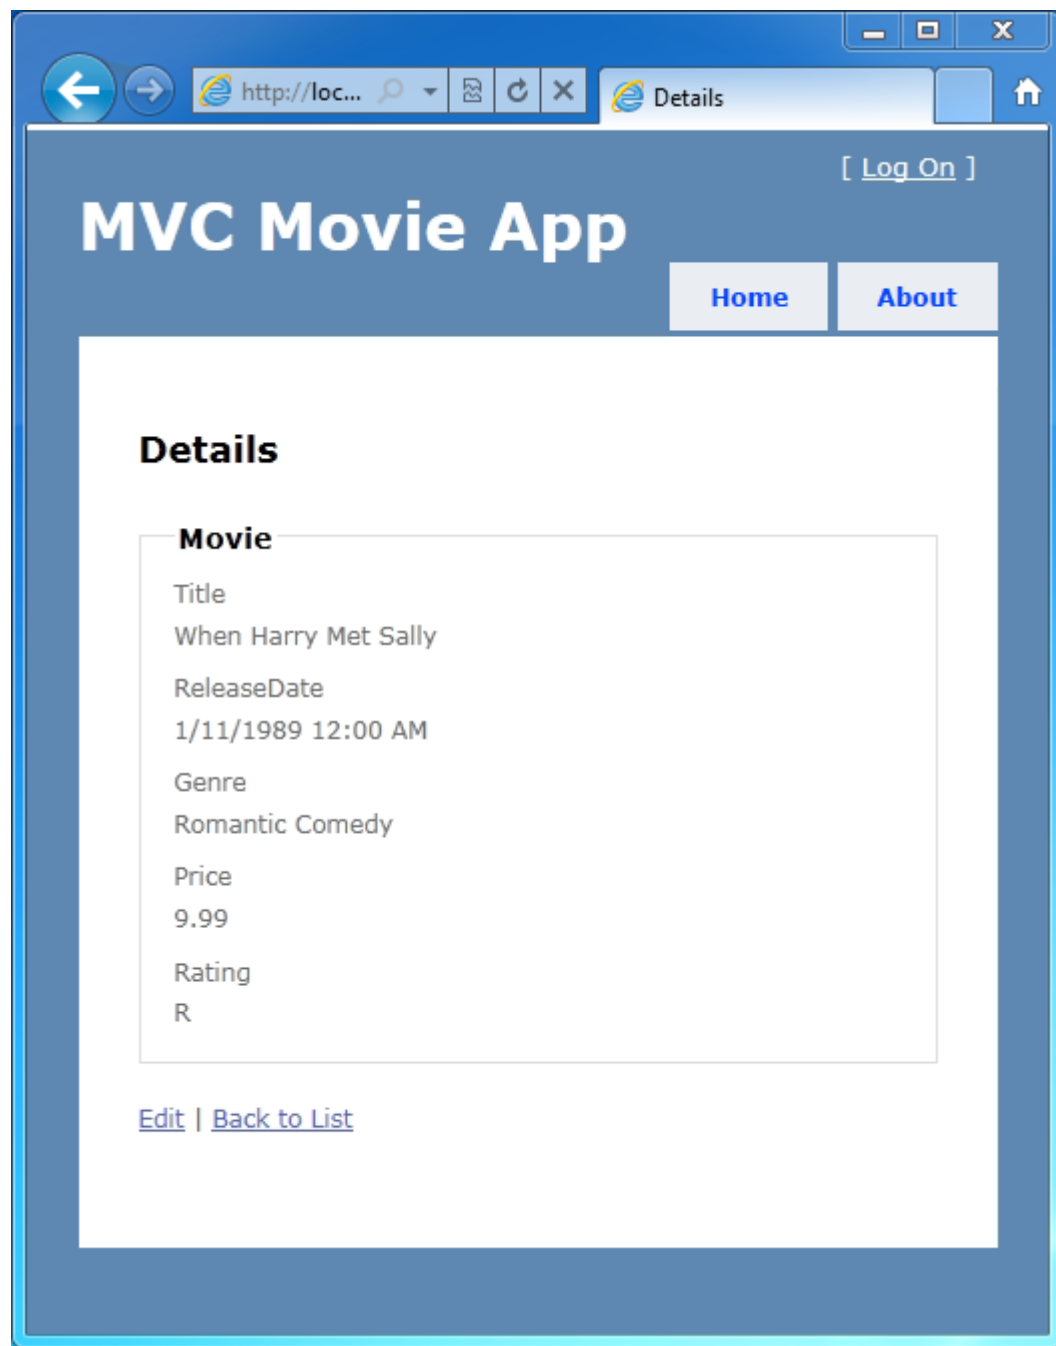 http://loc...
Details
[ Log On ]
MVC Movie App
Home
About
Details
Movie
Title
When Harry Met Sally
ReleaseDate
1/11/1989 12:00 AM
Genre
Romantic Comedy
Price
9.99
Rating
R
Edit | Back to List